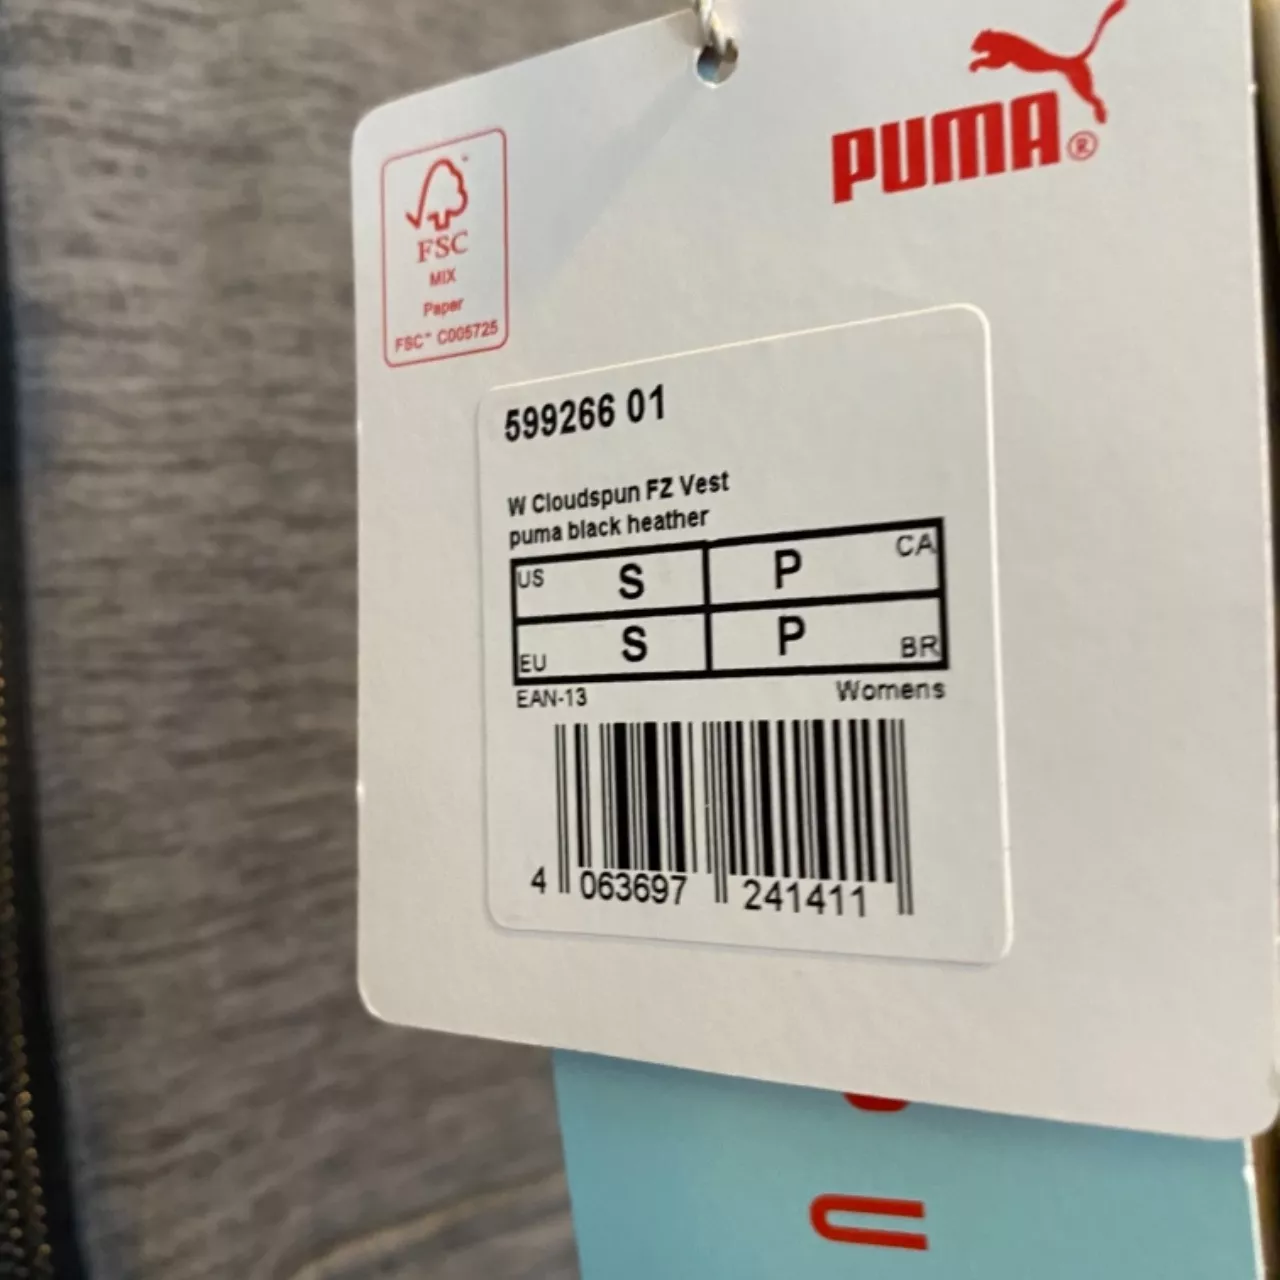 PUMA®
FSC
MIX
Paper
FSC™ C005725
599266 01
W Cloudspun FZ Vest
puma black heather
US S P CA
EU S P BR
EAN-13 Womens
4 063697 241411